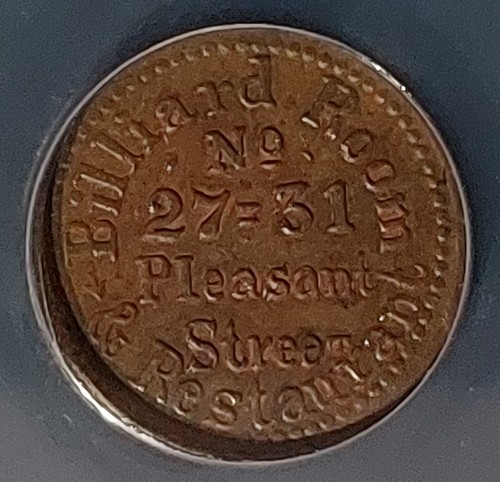 Billiard Room
& Restaurant
No
27=31
Pleasant
Street